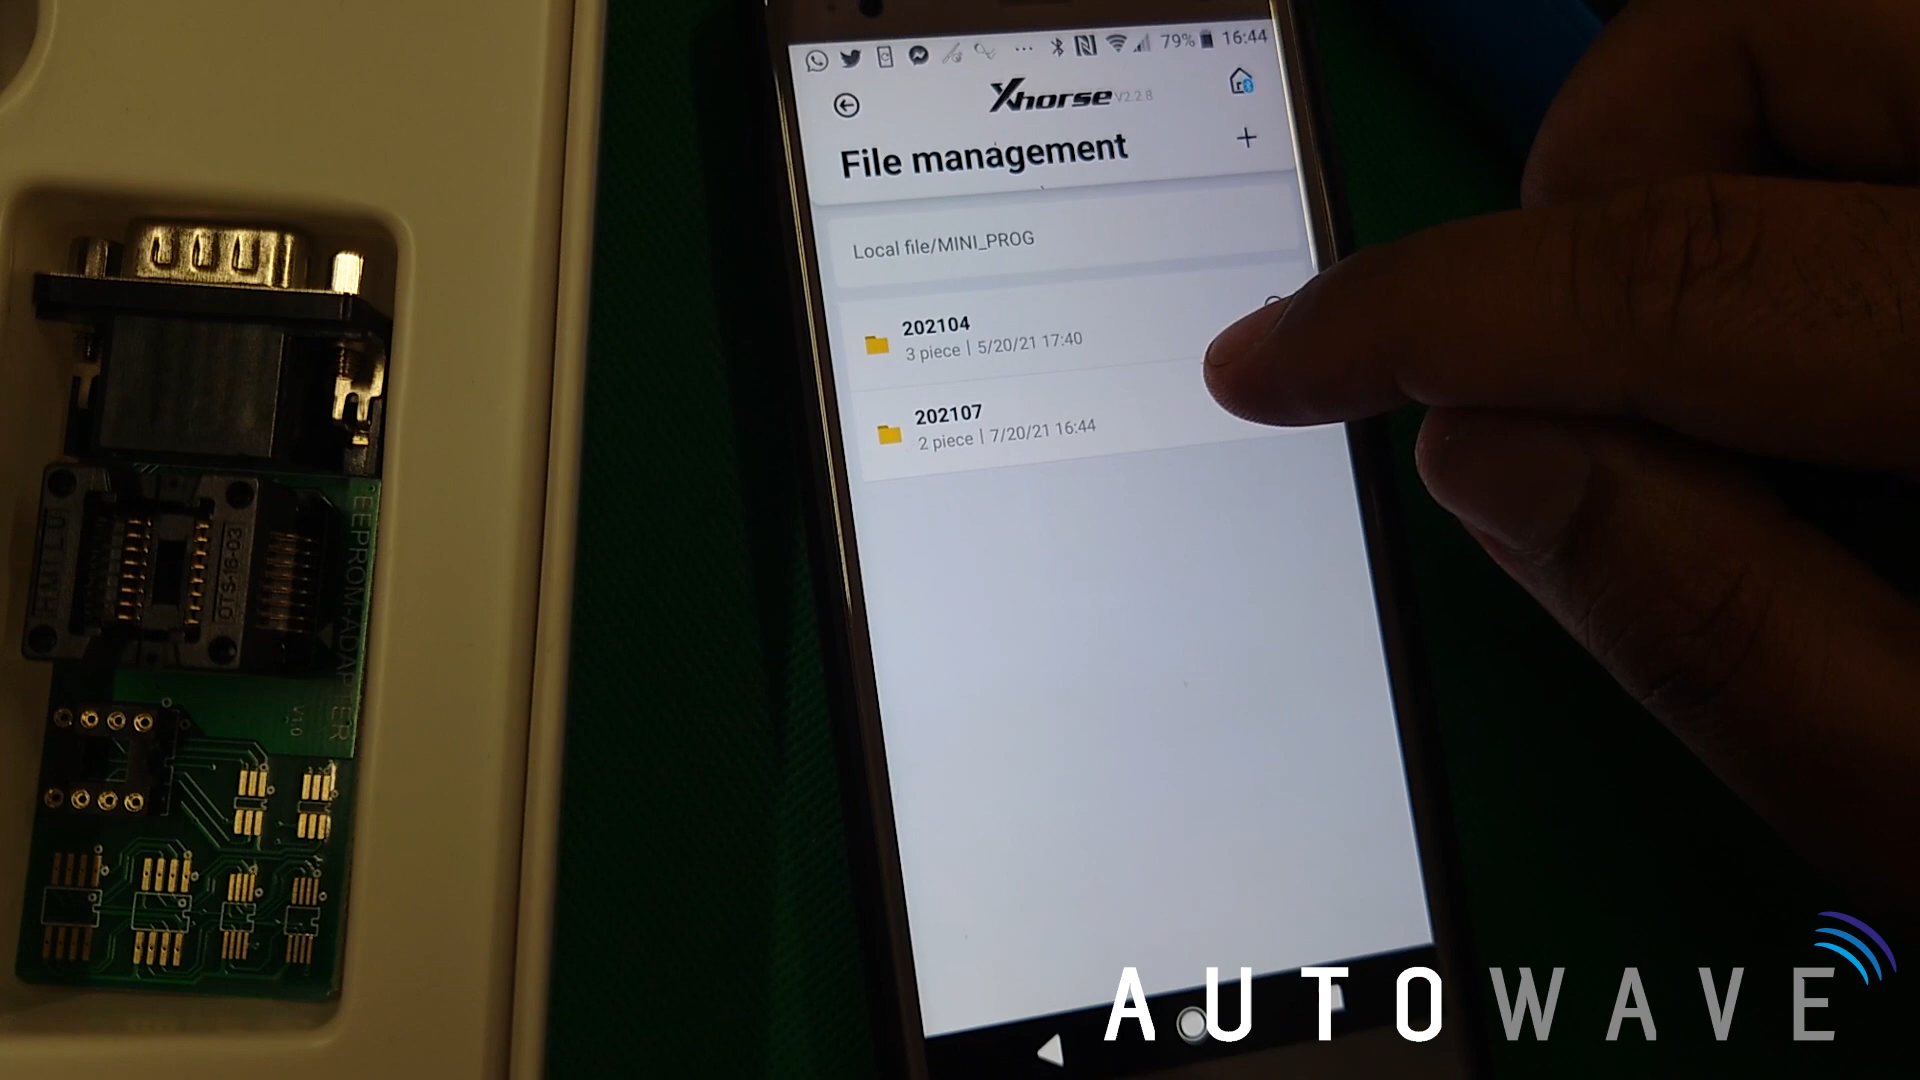 79% 16:44
Xhorse V2.2.8
File management
Local file/MINI_PROG
202104
3 piece | 5/20/21 17:40
202107
2 piece | 7/20/21 16:44
OTS-16-03
EEPROM-ADAPTER
V1.0
AUTOWAVE